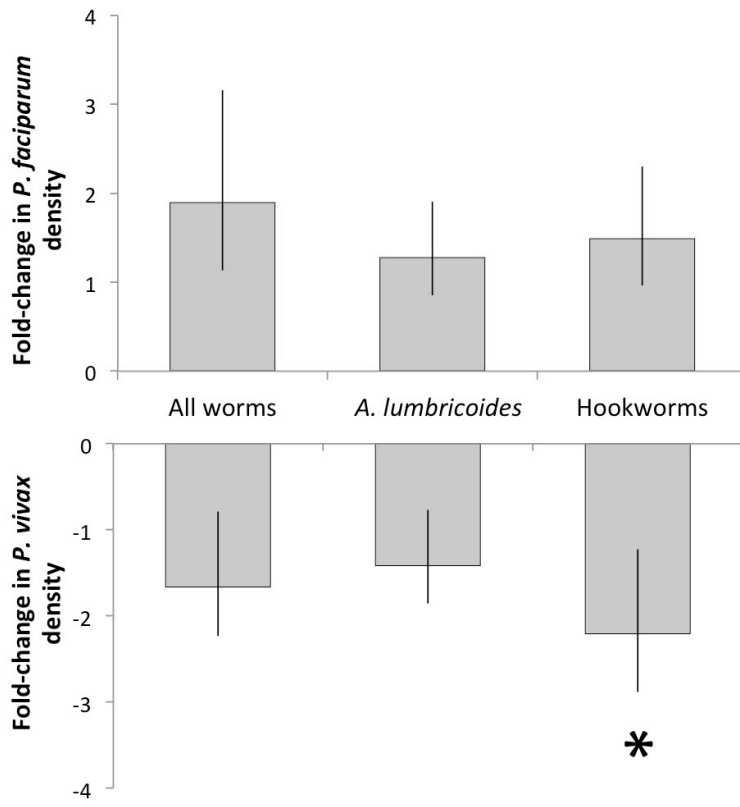 Fold-change in P. faciparum
density
4
3
2
1
0
All worms A. lumbricoides Hookworms
Fold-change in P. vivax
density
0
-1
-2
-3
-4
*